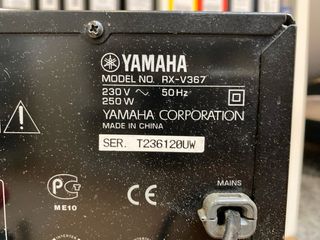 YAMAHA
MODEL NO. RX-V367
230 V ~ 50 Hz
250 W
YAMAHA CORPORATION
MADE IN CHINA
SER. T236120UW
MAINS
ME10
CE